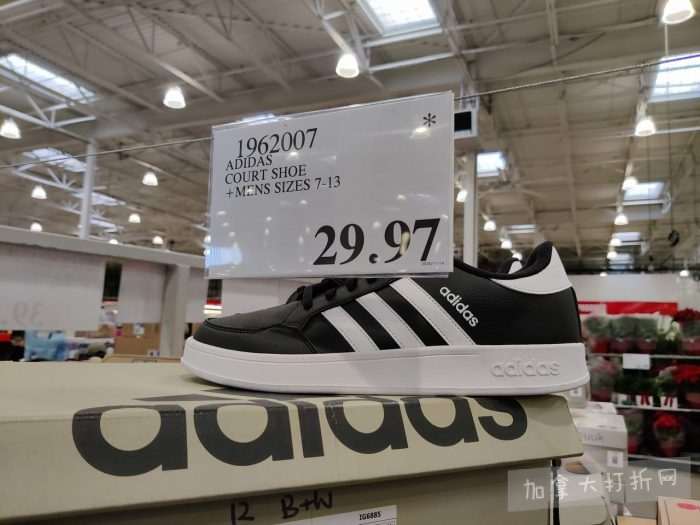 1962007
*
ADIDAS
COURT SHOE
+MENS SIZES 7-13
29.97
adidas
adidas
adidas
12 B+W
IG6885
加拿大打折网